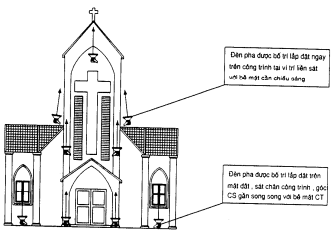 Đèn pha được bố trí lắp đặt ngay
trên công trình tại vị trí liền sát
với bề mặt cần chiếu sáng
Đèn pha được bố trí lắp đặt trên
mặt đất , sát chân công trình , góc
CS gần song song với bề mặt CT